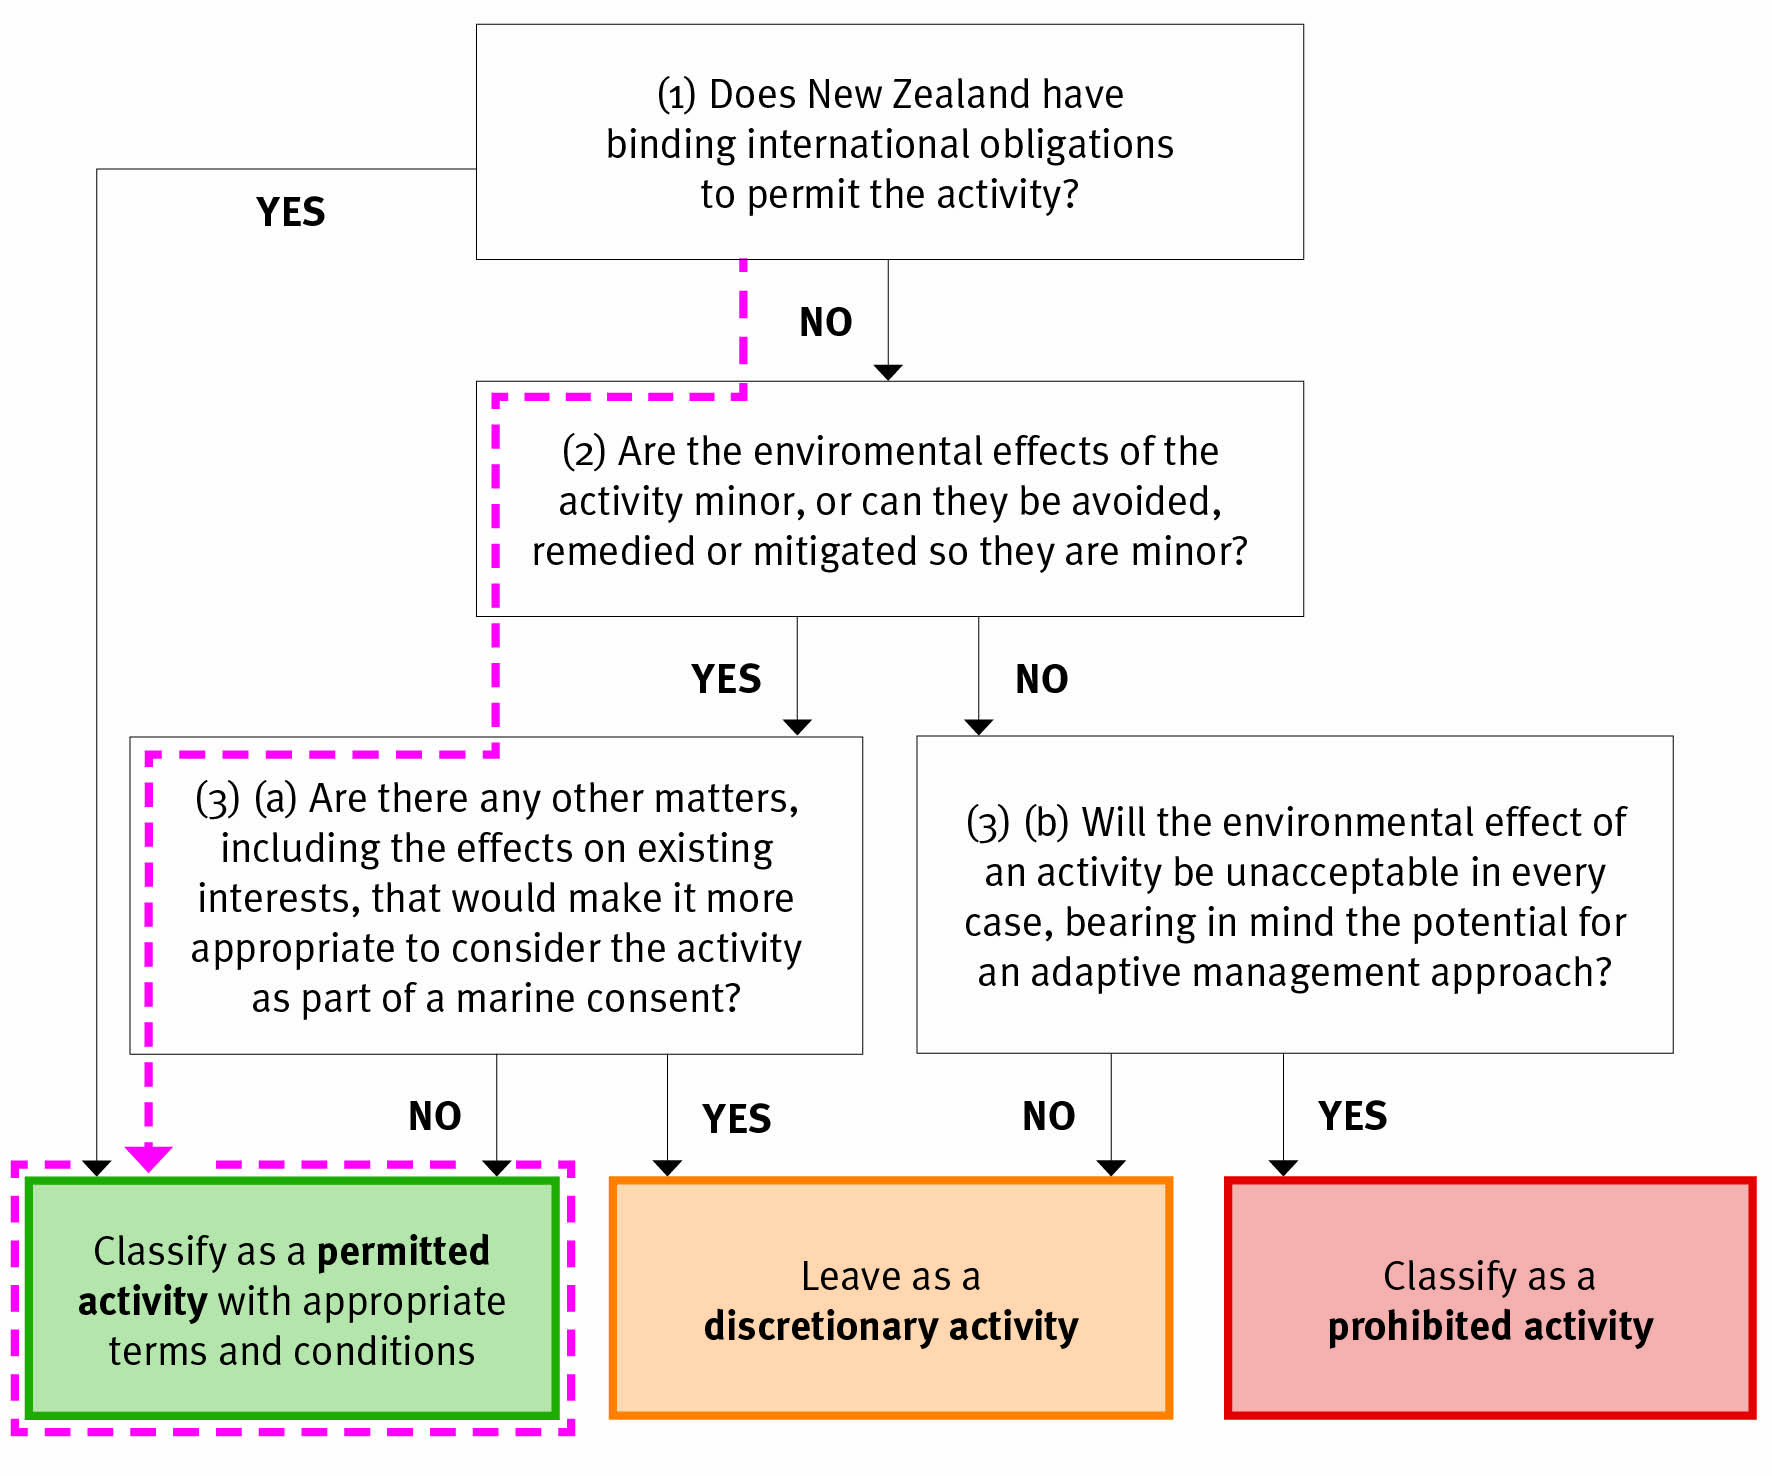 (1) Does New Zealand have
binding international obligations
to permit the activity?
YES
NO
(2) Are the enviromental effects of the
activity minor, or can they be avoided,
remedied or mitigated so they are minor?
YES
NO
(3) (a) Are there any other matters,
including the effects on existing
interests, that would make it more
appropriate to consider the activity
as part of a marine consent?
(3) (b) Will the environmental effect of
an activity be unacceptable in every
case, bearing in mind the potential for
an adaptive management approach?
NO
YES
NO
YES
Classify as a permitted
activity with appropriate
terms and conditions
Leave as a
discretionary activity
Classify as a
prohibited activity